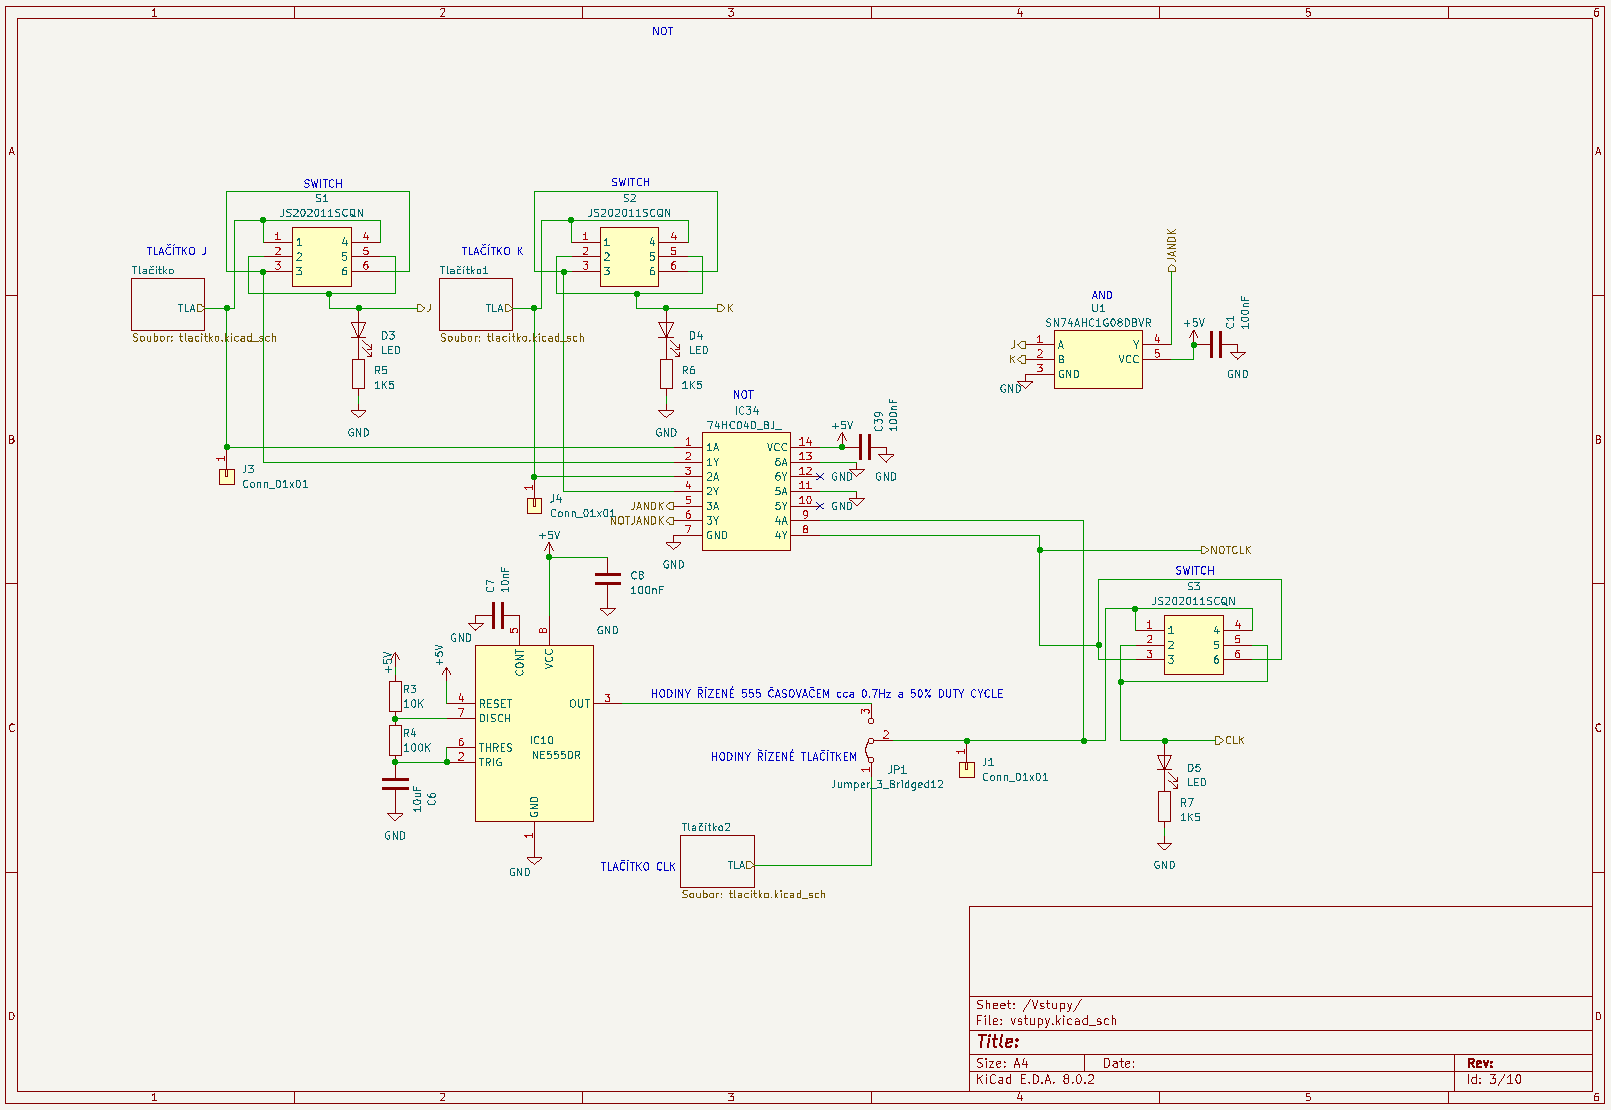 1 2 3 4 5 6
NOT
A A
SWITCH
S1
JS202011SCQN
1 1 4 4
2 2 5 5
3 3 6 6
TLAČÍTKO J
Tlačítko
TLA
Soubor: tlacitko.kicad_sch
J
D3
LED
R5
1K5
GND
SWITCH
S2
JS202011SCQN
1 1 4 4
2 2 5 5
3 3 6 6
TLAČÍTKO K
Tlačítko1
TLA
Soubor: tlacitko.kicad_sch
K
D4
LED
R6
1K5
GND
JANDK
AND
U1
SN74AHC1G08DBVR
J 1 A Y 4
K 2 B VCC 5
3 GND
GND
+5V
C1
100nF
GND
B B
NOT
IC34
74HC04D_BJ_
1 1A VCC 14
2 1Y 6A 13
3 2A 6Y 12
4 2Y 5A 11
JANDK 5 3A 5Y 10
NOTJANDK 6 3Y 4A 9
7 GND 4Y 8
GND
+5V
C39
100nF
GND GND
GND
1
J3
Conn_01x01
1
J4
Conn_01x01
NOTCLK
SWITCH
S3
JS202011SCQN
1 1 4 4
2 2 5 5
3 3 6 6
+5V
C8
100nF
GND
C7
10nF
GND
5 8
CONT VCC
+5V
+5V
R3
10K
R4
100K
10uF
C6
GND
4 RESET OUT 3
7 DISCH
6 THRES
2 TRIG
IC10
NE555DR
GND
1
GND
C C
HODINY ŘÍZENÉ 555 ČASOVAČEM cca 0.7Hz a 50% DUTY CYCLE
3
2
HODINY ŘÍZENÉ TLAČÍTKEM
1
JP1
Jumper_3_Bridged12
1
J1
Conn_01x01
CLK
D5
LED
R7
1K5
GND
Tlačítko2
TLAČÍTKO CLK
TLA
Soubor: tlacitko.kicad_sch
D D
Sheet: /Vstupy/
File: vstupy.kicad_sch
Title:
Size: A4 Date: Rev:
KiCad E.D.A. 8.0.2 Id: 3/10
1 2 3 4 5 6